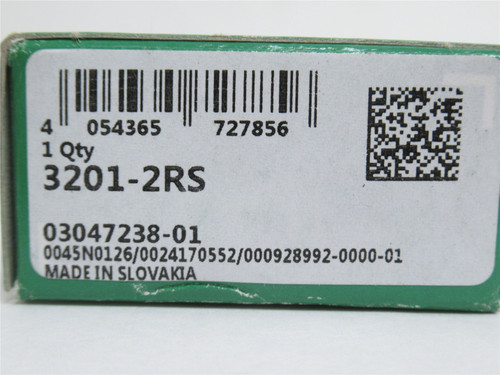 4 054365 727856
1 Qty
3201-2RS
03047238-01
0045N0126/0024170552/000928992-0000-01
MADE IN SLOVAKIA